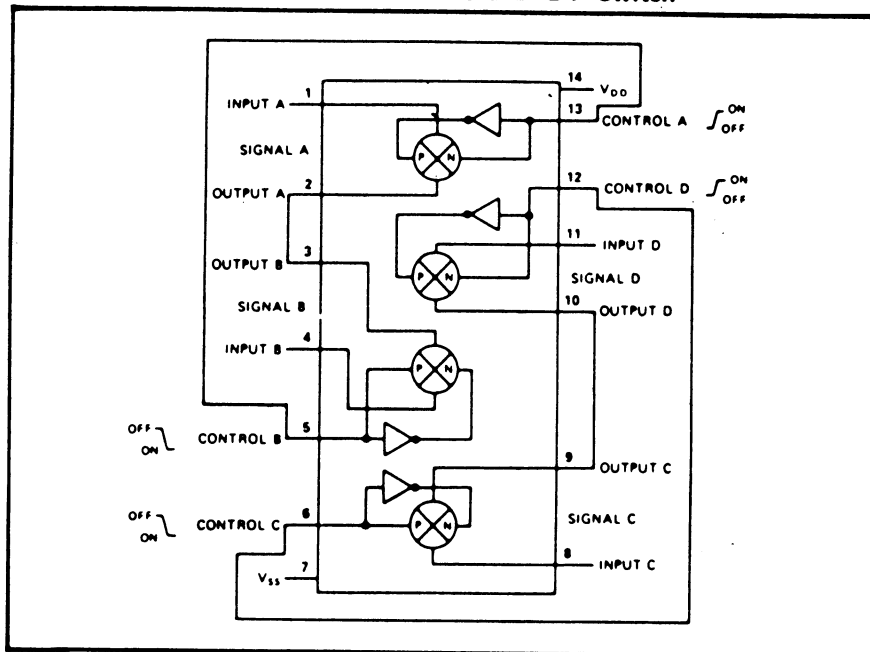 14
V_DD
1
INPUT A
13
CONTROL A
ON
OFF
P N
SIGNAL A
12
CONTROL D
ON
OFF
2
OUTPUT A
11
INPUT D
3
OUTPUT B
P N
SIGNAL D
10
OUTPUT D
SIGNAL B
4
INPUT B
P N
5
OFF
ON
CONTROL B
9
OUTPUT C
6
OFF
ON
CONTROL C
P N
SIGNAL C
8
INPUT C
7
V_SS